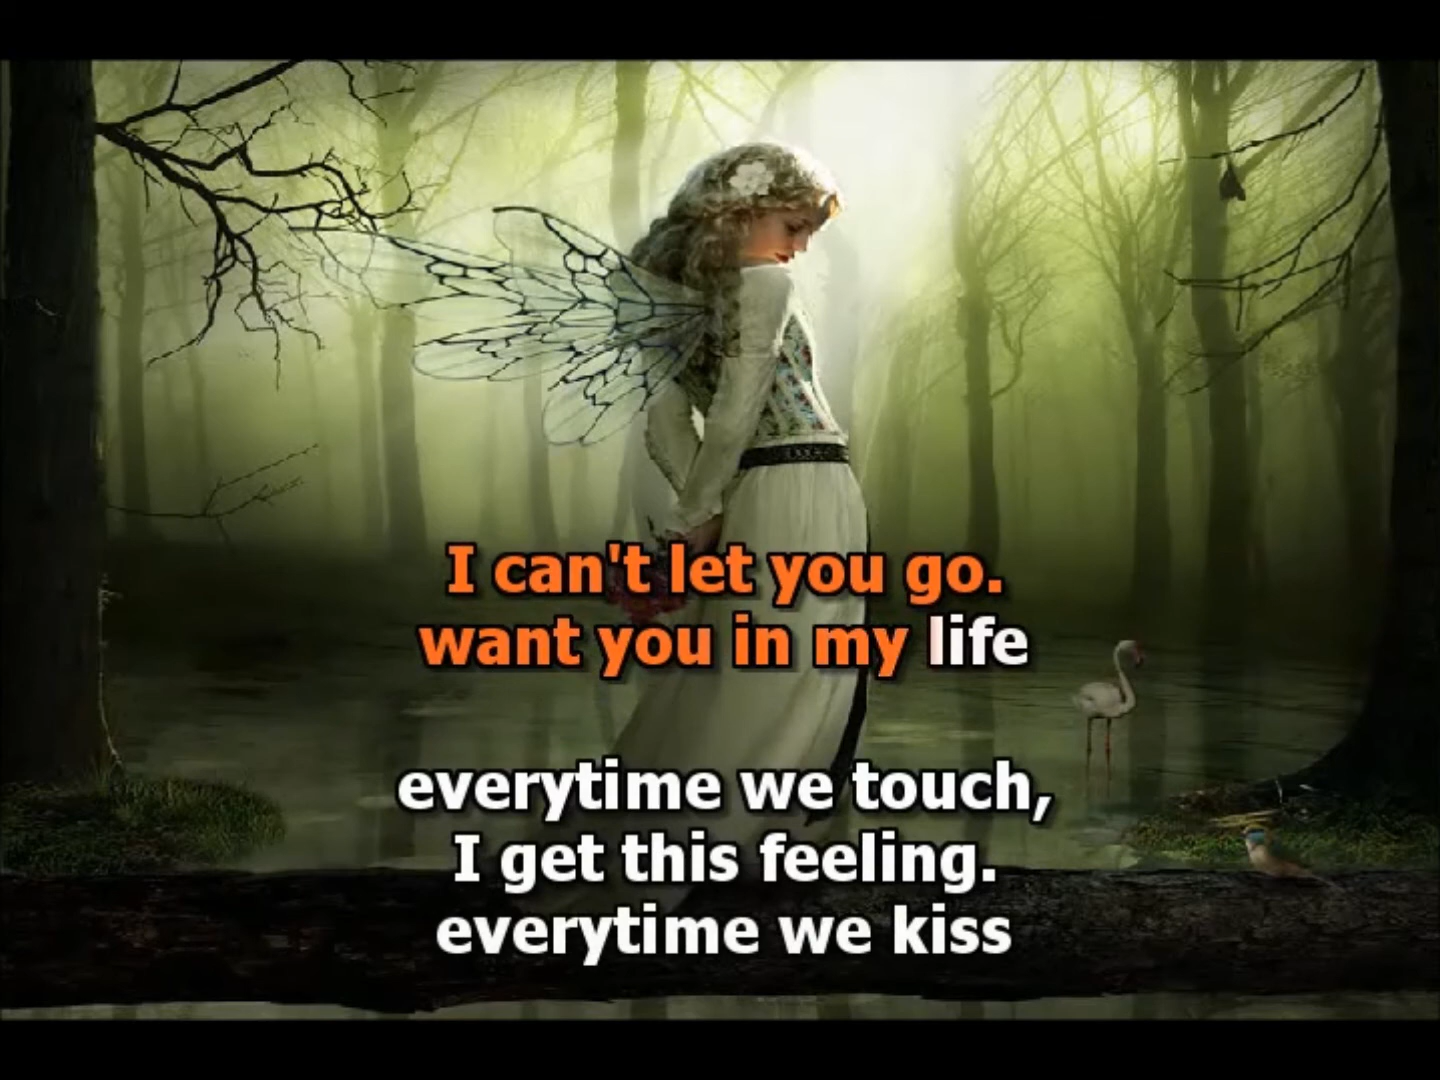 I can't let you go.
want you in my life
everytime we touch,
I get this feeling.
everytime we kiss